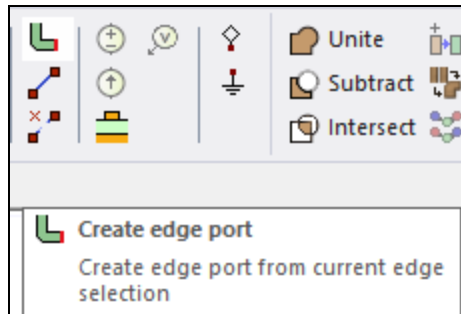 Unite
Subtract
Intersect
Create edge port
Create edge port from current edge
selection